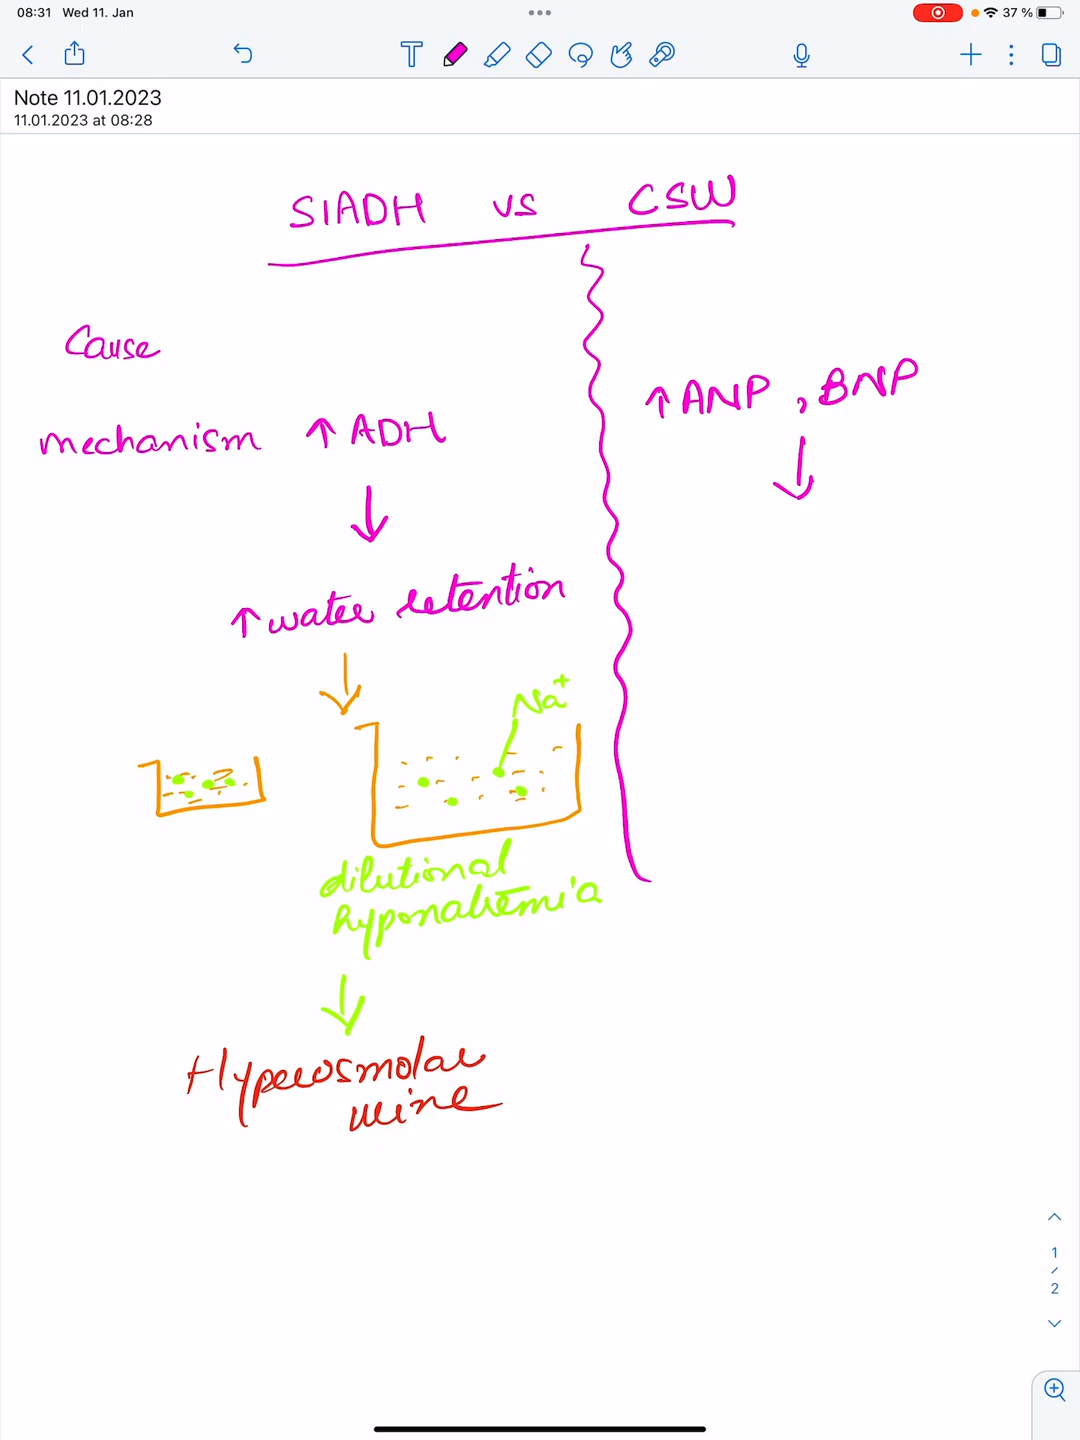 08:31 Wed 11. Jan
37 %
T
Note 11.01.2023
11.01.2023 at 08:28
SIADH vs CSW
Cause
mechanism ↑ ADH
↑ ANP , BNP
↑ water retention
Na+
dilutional
hyponatremia
Hyperosmolar
urine
1
/
2